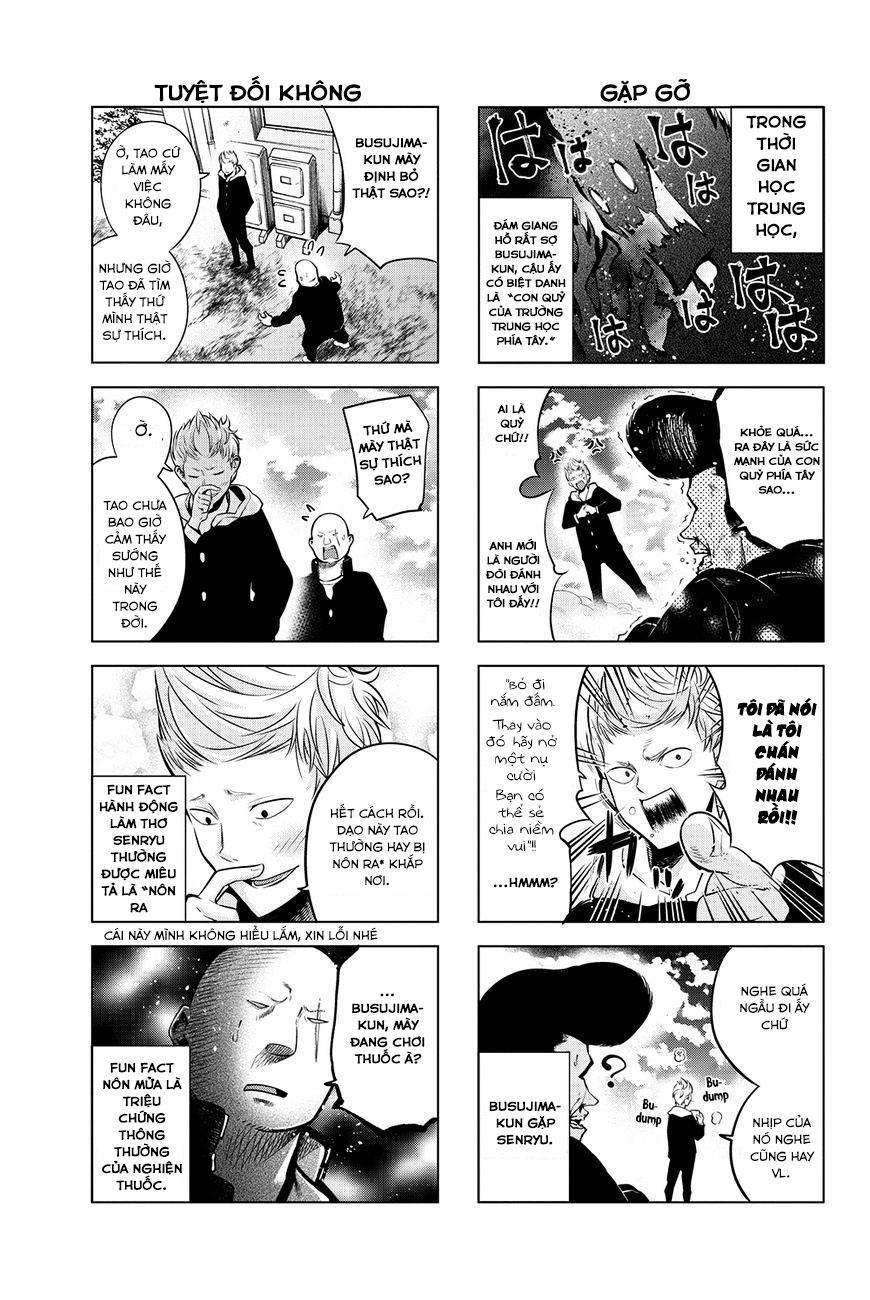 GẶP GỠ
TRONG
THỜI
GIAN
HỌC
TRUNG
HỌC,
はは
はは
はは
はは
ĐÁM GIANG
HỒ RẤT SỢ
BUSUJIMA-
KUN, CẬU ẤY
CÓ BIỆT DANH
LÀ "CON QUỶ
CỦA TRƯỜNG
TRUNG HỌC
PHÍA TÂY."
KHỎE QUÁ...
RA ĐÂY LÀ SỨC
MẠNH CỦA CON
QUỶ PHÍA TÂY
SAO...
AI LÀ
QUỶ
CHỨ!!
ANH MỚI
LÀ NGƯỜI
ĐÒI ĐÁNH
NHAU VỚI
TÔI ĐẤY!!
TÔI ĐÃ NÓI
LÀ TÔI
CHÁN
ĐÁNH
NHAU
RỒI!!
"Bỏ đi
nắm đấm.
Thay vào
đó hãy nở
một nụ
cười
Bạn có
thể sẻ
chia niềm
vui"!!
...HMMM?
NGHE QUÁ
NGẦU ĐI ẤY
CHỨ
NHỊP CỦA
NÓ NGHE
CŨNG HAY
VL.
?
Bu-
dump
Bu-
dump
BUSUJIMA-
KUN GẶP
SENRYU.
TUYỆT ĐỐI KHÔNG
BUSUJIMA-
KUN MÀY
ĐỊNH BỎ
THẬT SAO?!
Ờ, TAO CỨ
LÀM MẤY
VIỆC
KHÔNG
ĐÂU,
NHƯNG GIỜ
TAO ĐÃ TÌM
THẤY THỨ
MÌNH THẬT
SỰ THÍCH.
THỨ MÀ
MÀY THẬT
SỰ THÍCH
SAO?
Ờ.
TAO CHƯA
BAO GIỜ
CẢM THẤY
SƯỚNG
NHƯ THẾ
NÀY
TRONG
ĐỜI.
HẾT CÁCH RỒI.
DẠO NÀY TAO
THƯỜNG HAY BỊ
NÔN RA* KHẮP
NƠI.
FUN FACT
HÀNH ĐỘNG
LÀM THƠ
SENRYU
THƯỜNG
ĐƯỢC MIÊU
TẢ LÀ "NÔN
RA
CÁI NÀY MÌNH KHÔNG HIỂU LẮM, XIN LỖI NHÉ
...
BUSUJIMA-
KUN, MÀY
ĐANG CHƠI
THUỐC À?
FUN FACT
NÔN MỬA LÀ
TRIỆU
CHỨNG
THÔNG
THƯỜNG
CỦA NGHIỆN
THUỐC.